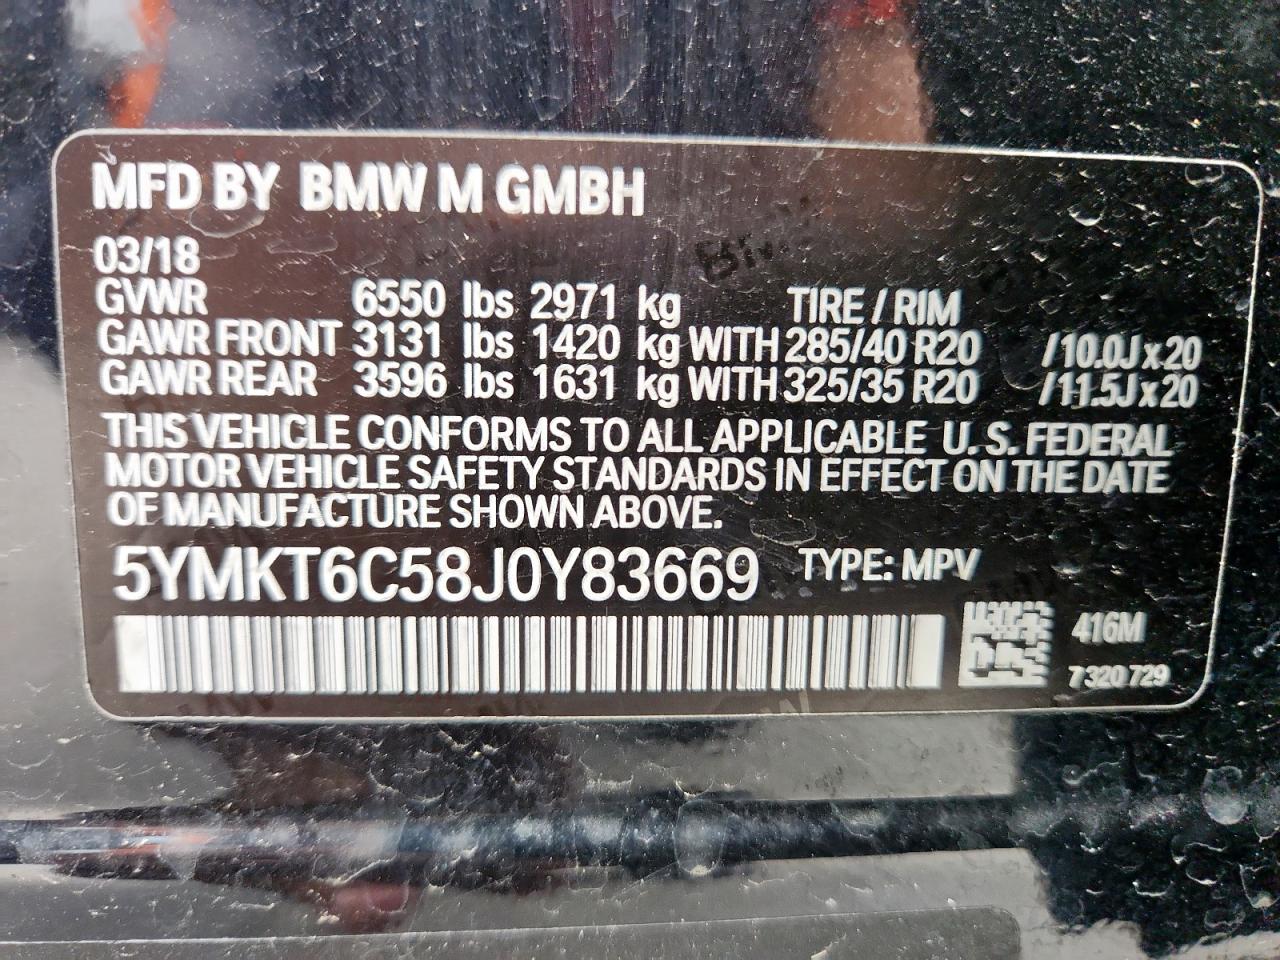 MFD BY BMW M GMBH
03/18
GVWR 6550 lbs 2971 kg TIRE / RIM
GAWR FRONT 3131 lbs 1420 kg WITH 285/40 R20 /10.0J x 20
GAWR REAR 3596 lbs 1631 kg WITH 325/35 R20 /11.5J x 20
THIS VEHICLE CONFORMS TO ALL APPLICABLE U.S. FEDERAL
MOTOR VEHICLE SAFETY STANDARDS IN EFFECT ON THE DATE
OF MANUFACTURE SHOWN ABOVE.
5YMKT6C58J0Y83669 TYPE: MPV
416M
7 320 729